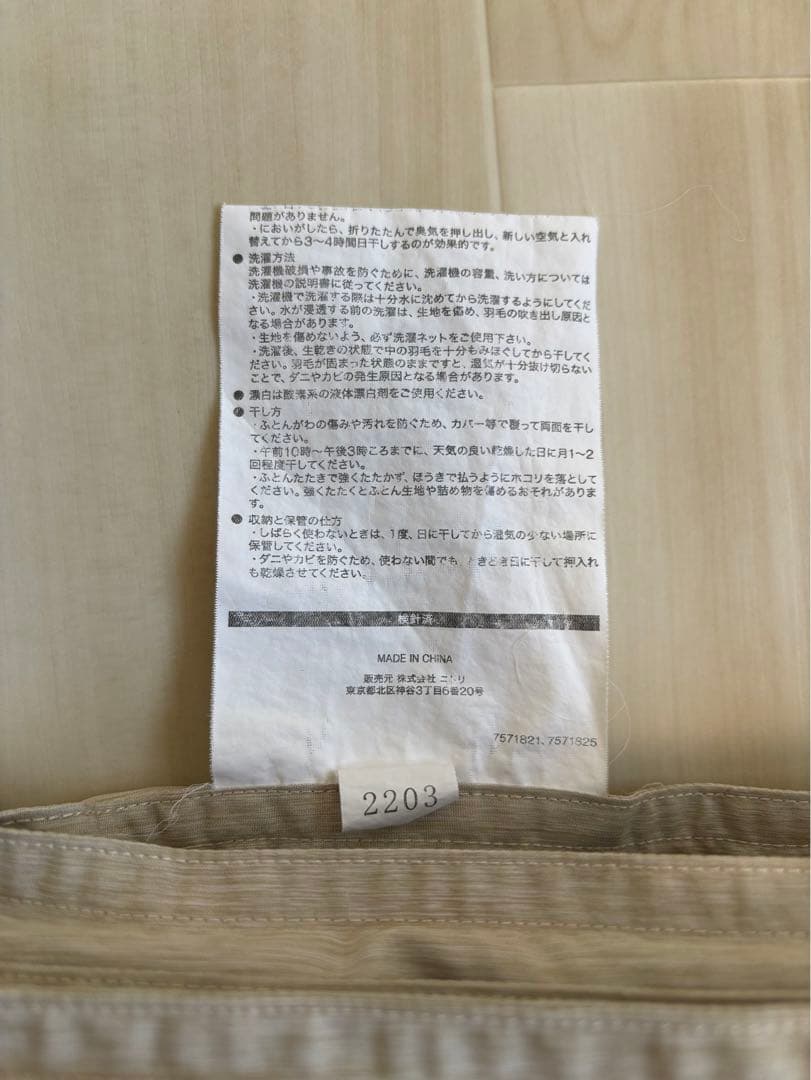 問題がありません。
・においがしたら、折りたたんで臭気を押し出し、新しい空気と入れ
替えてから3〜4時間日干しするのが効果的です。
● 洗濯方法
洗濯機破損や事故を防ぐために、洗濯機の容量、洗い方については
洗濯機の説明書に従ってください。
・洗濯機で洗濯する際は十分水に沈めてから洗濯するようにしてくだ
さい。水が浸透する前の洗濯は、生地を傷め、羽毛の吹き出し原因と
なる場合があります。
・生地を傷めないよう、必ず洗濯ネットをご使用下さい。
・洗濯後、生乾きの状態で中の羽毛を十分もみほぐしてから干してく
ださい。羽毛が固まった状態のままですと、湿気が十分抜け切らない
ことで、ダニやカビの発生原因となる場合があります。
● 漂白は酸素系の液体漂白剤をご使用ください。
● 干し方
・ふとんがわの傷みや汚れを防ぐため、カバー等で覆って両面を干し
てください。
・午前10時〜午後3時ころまでに、天気の良い乾燥した日に月1〜2
回程度干してください。
・ふとんたたきで強くたたかず、ほうきで払うようにホコリを落として
ください。強くたたくとふとん生地や詰め物を傷めるおそれがありま
す。
● 収納と保管の仕方
・しばらく使わないときは、1度、日に干してから湿気の少ない場所に
保管してください。
・ダニやカビを防ぐため、使わない間でも、ときどき日に干して押入れ
も乾燥させてください。
検針済
MADE IN CHINA
販売元 株式会社 ニトリ
東京都北区神谷3丁目6番20号
7571821、7571825
2203